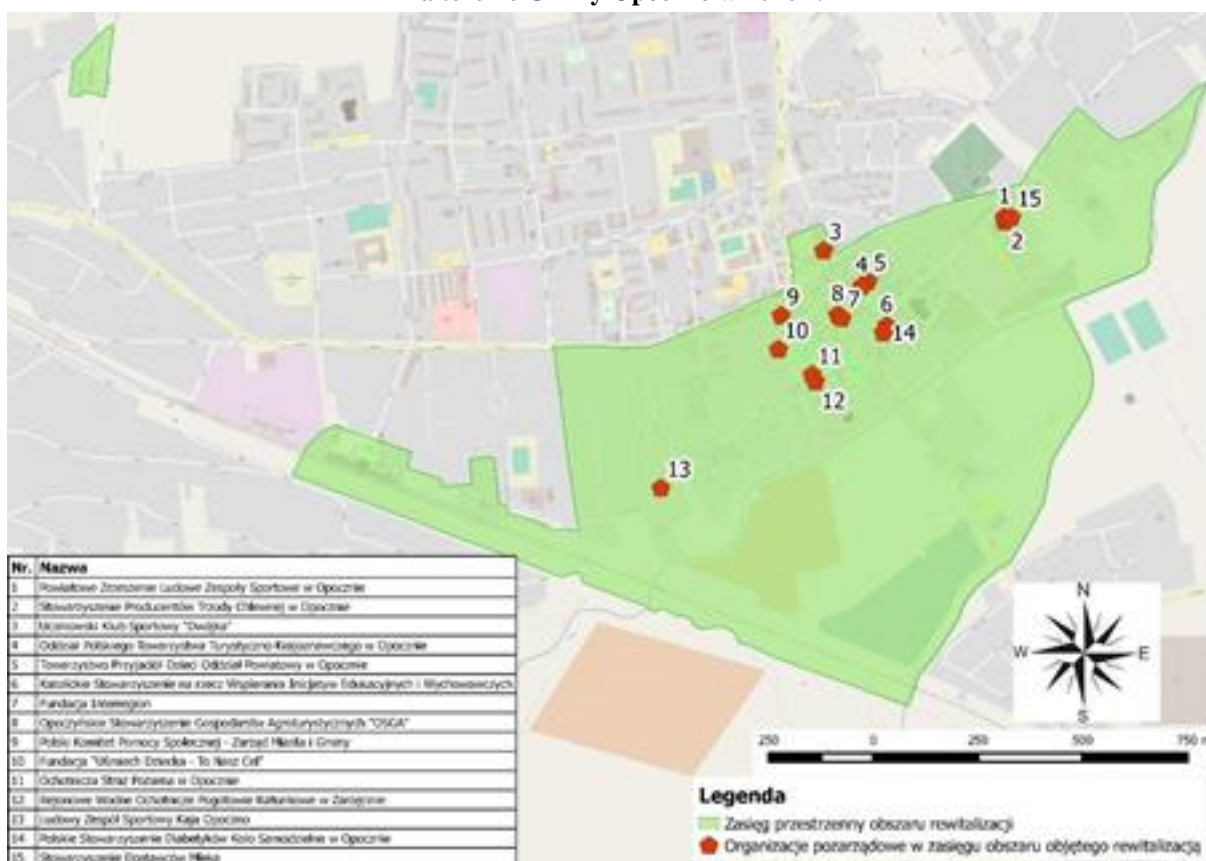 1 15
2
3
4 5
8 7 6
9
14
10
11
12
13
Nr. Nazwa
1 Powiatowe Zrzeszenie Ludowe Zespoły Sportowe w Opocznie
2 Stowarzyszenie Producentów Trzody Chlewnej w Opocznie
3 Uczniowski Klub Sportowy "Dwójka"
4 Oddział Polskiego Towarzystwa Turystyczno-Krajoznawczego w Opocznie
5 Towarzystwo Przyjaciół Dzieci Oddział Powiatowy w Opocznie
6 Katolickie Stowarzyszenie na rzecz Wspierania Inicjatyw Edukacyjnych i Wychowawczych
7 Fundacja Interregion
8 Opoczyńskie Stowarzyszenie Gospodarstw Agroturystycznych "OSGA"
9 Polski Komitet Pomocy Społecznej - Zarząd Miasta i Gminy
10 Fundacja "Uśmiech Dziecka - To Nasz Cel"
11 Ochotnicza Straż Pożarna w Opocznie
12 Rejonowe Wodne Ochotnicze Pogotowie Ratunkowe w
13 Ludowy Zespół Sportowy Kaja Opoczno
14 Polskie Stowarzyszenie Diabetyków Koło Samodzielne w Opocznie
15 Stowarzyszenie Dostawców Mleka
N
W E
S
250 0 250 500 750 m
Legenda
Zasięg przestrzenny obszaru rewitalizacji
Organizacje pozarządowe w zasięgu obszaru objętego rewitalizacją